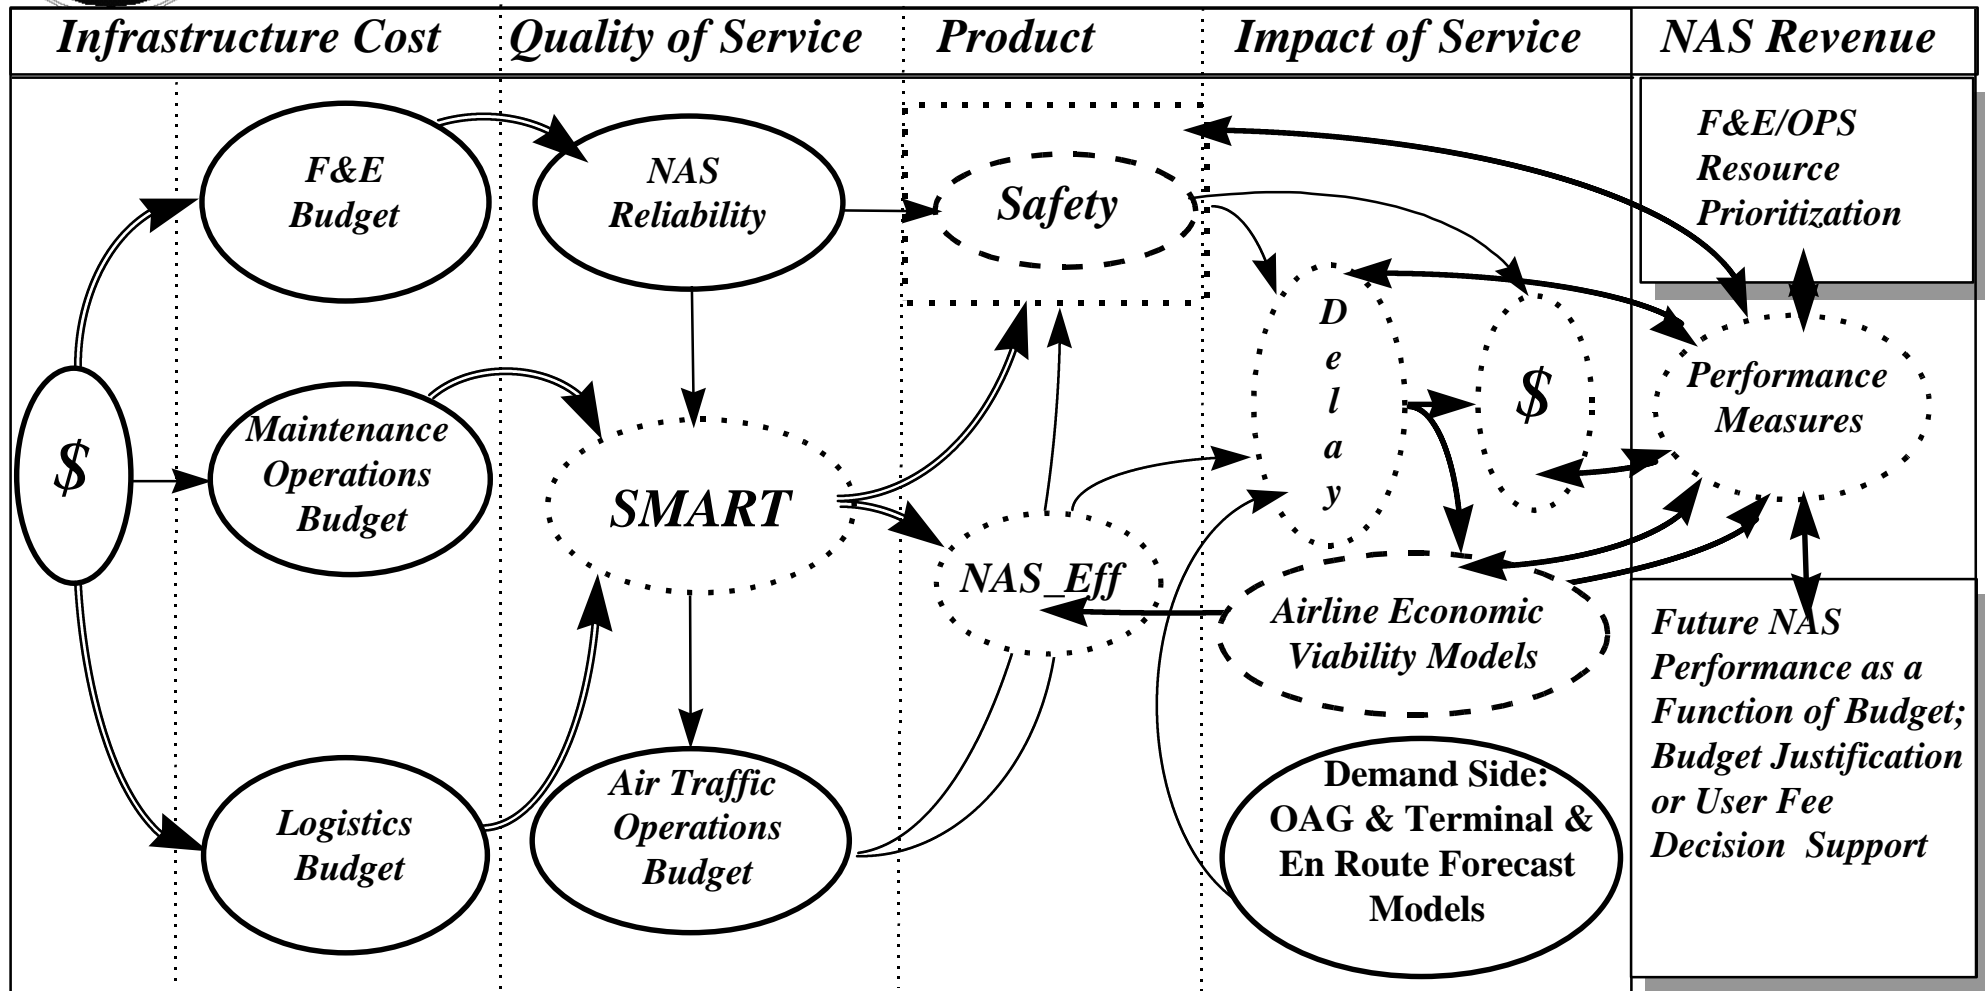 Infrastructure Cost
Quality of Service
Product
Impact of Service
NAS Revenue
$
F&E
Budget
Maintenance
Operations
Budget
Logistics
Budget
NAS
Reliability
SMART
Air Traffic
Operations
Budget
Safety
NAS_Eff
D
e
l
a
y
$
Airline Economic
Viability Models
Demand Side:
OAG & Terminal &
En Route Forecast
Models
F&E/OPS
Resource
Prioritization
Performance
Measures
Future NAS
Performance as a
Function of Budget;
Budget Justification
or User Fee
Decision Support